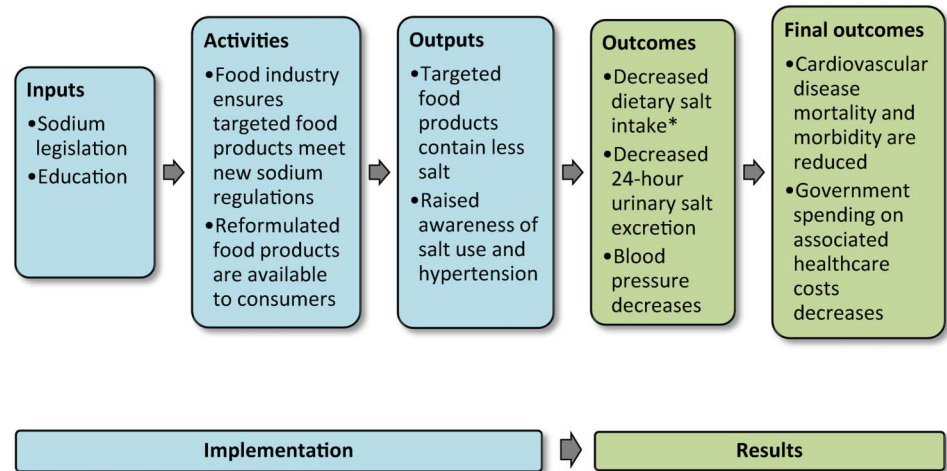 Inputs
•Sodium
legislation
•Education
Activities
•Food industry
ensures
targeted food
products meet
new sodium
regulations
•Reformulated
food products
are available
to consumers
Outputs
•Targeted
food
products
contain less
salt
•Raised
awareness of
salt use and
hypertension
Outcomes
•Decreased
dietary salt
intake*
•Decreased
24-hour
urinary salt
excretion
•Blood
pressure
decreases
Final outcomes
•Cardiovascular
disease
mortality and
morbidity are
reduced
•Government
spending on
associated
healthcare
costs
decreases
Implementation
Results